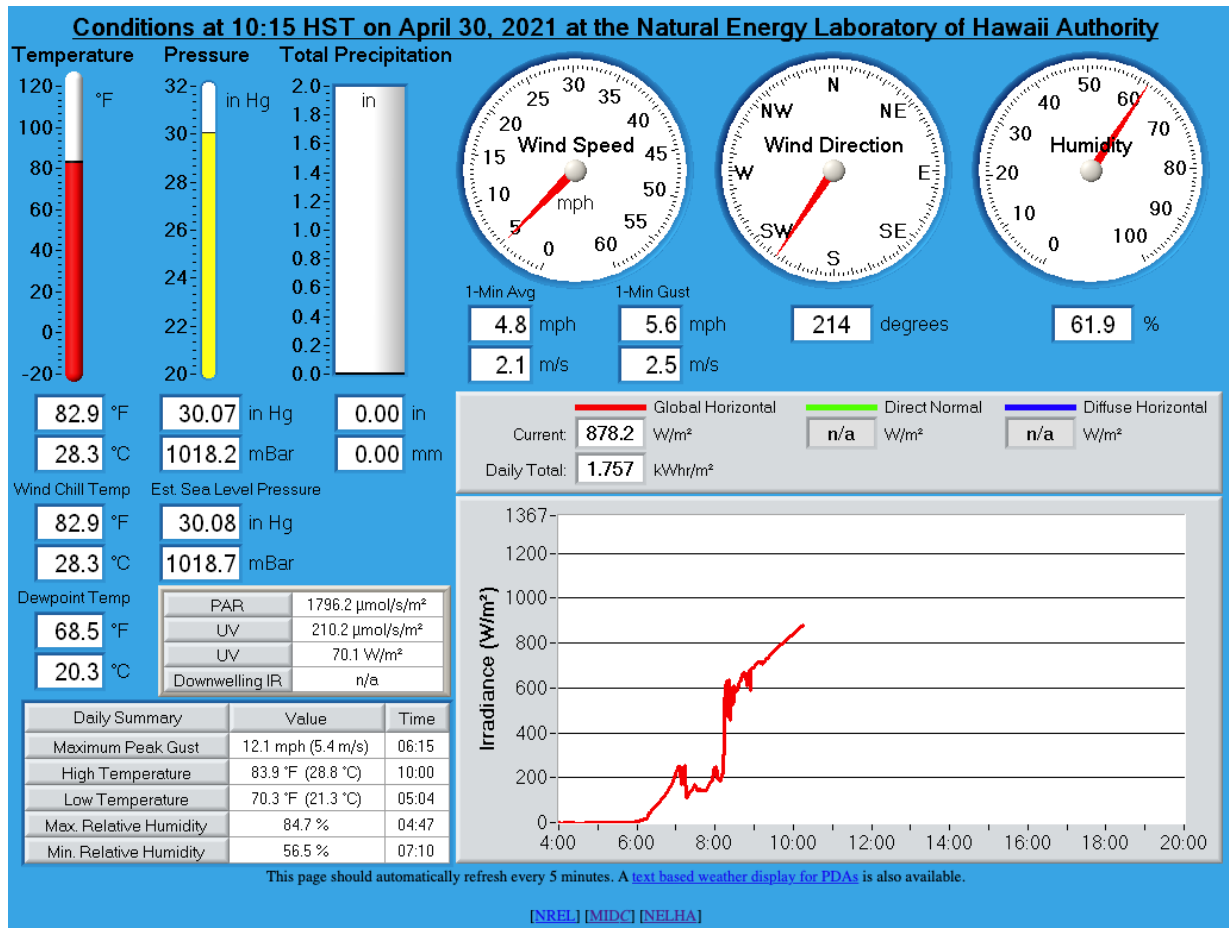 Conditions at 10:15 HST on April 30, 2021 at the Natural Energy Laboratory of Hawaii Authority
Temperature Pressure Total Precipitation
120 °F
100
80
60
40
20
0
-20
32 in Hg
30
28
26
24
22
20
2.0 in
1.8
1.6
1.4
1.2
1.0
0.8
0.6
0.4
0.2
0.0
82.9 °F 30.07 in Hg 0.00 in
28.3 °C 1018.2 mBar 0.00 mm
Wind Chill Temp Est. Sea Level Pressure
82.9 °F 30.08 in Hg
28.3 °C 1018.7 mBar
Dewpoint Temp
68.5 °F
20.3 °C
PAR 1796.2 µmol/s/m²
UV 210.2 µmol/s/m²
UV 70.1 W/m²
Downwelling IR n/a
Daily Summary Value Time
Maximum Peak Gust 12.1 mph (5.4 m/s) 06:15
High Temperature 83.9 °F (28.8 °C) 10:00
Low Temperature 70.3 °F (21.3 °C) 05:04
Max. Relative Humidity 84.7 % 04:47
Min. Relative Humidity 56.5 % 07:10
0 5 10 15 20 25 30 35 40 45 50 55 60
Wind Speed
mph
N NE E SE S SW W NW
Wind Direction
0 10 20 30 40 50 60 70 80 90 100
Humidity
1-Min Avg 1-Min Gust
4.8 mph 5.6 mph 214 degrees 61.9 %
2.1 m/s 2.5 m/s
Global Horizontal Direct Normal Diffuse Horizontal
Current: 878.2 W/m² n/a W/m² n/a W/m²
Daily Total: 1.757 kWhr/m²
Irradiance (W/m²)
1367
1200
1000
800
600
400
200
0
4:00 6:00 8:00 10:00 12:00 14:00 16:00 18:00 20:00
This page should automatically refresh every 5 minutes. A text based weather display for PDAs is also available.
[NREL] [MIDC] [NELHA]